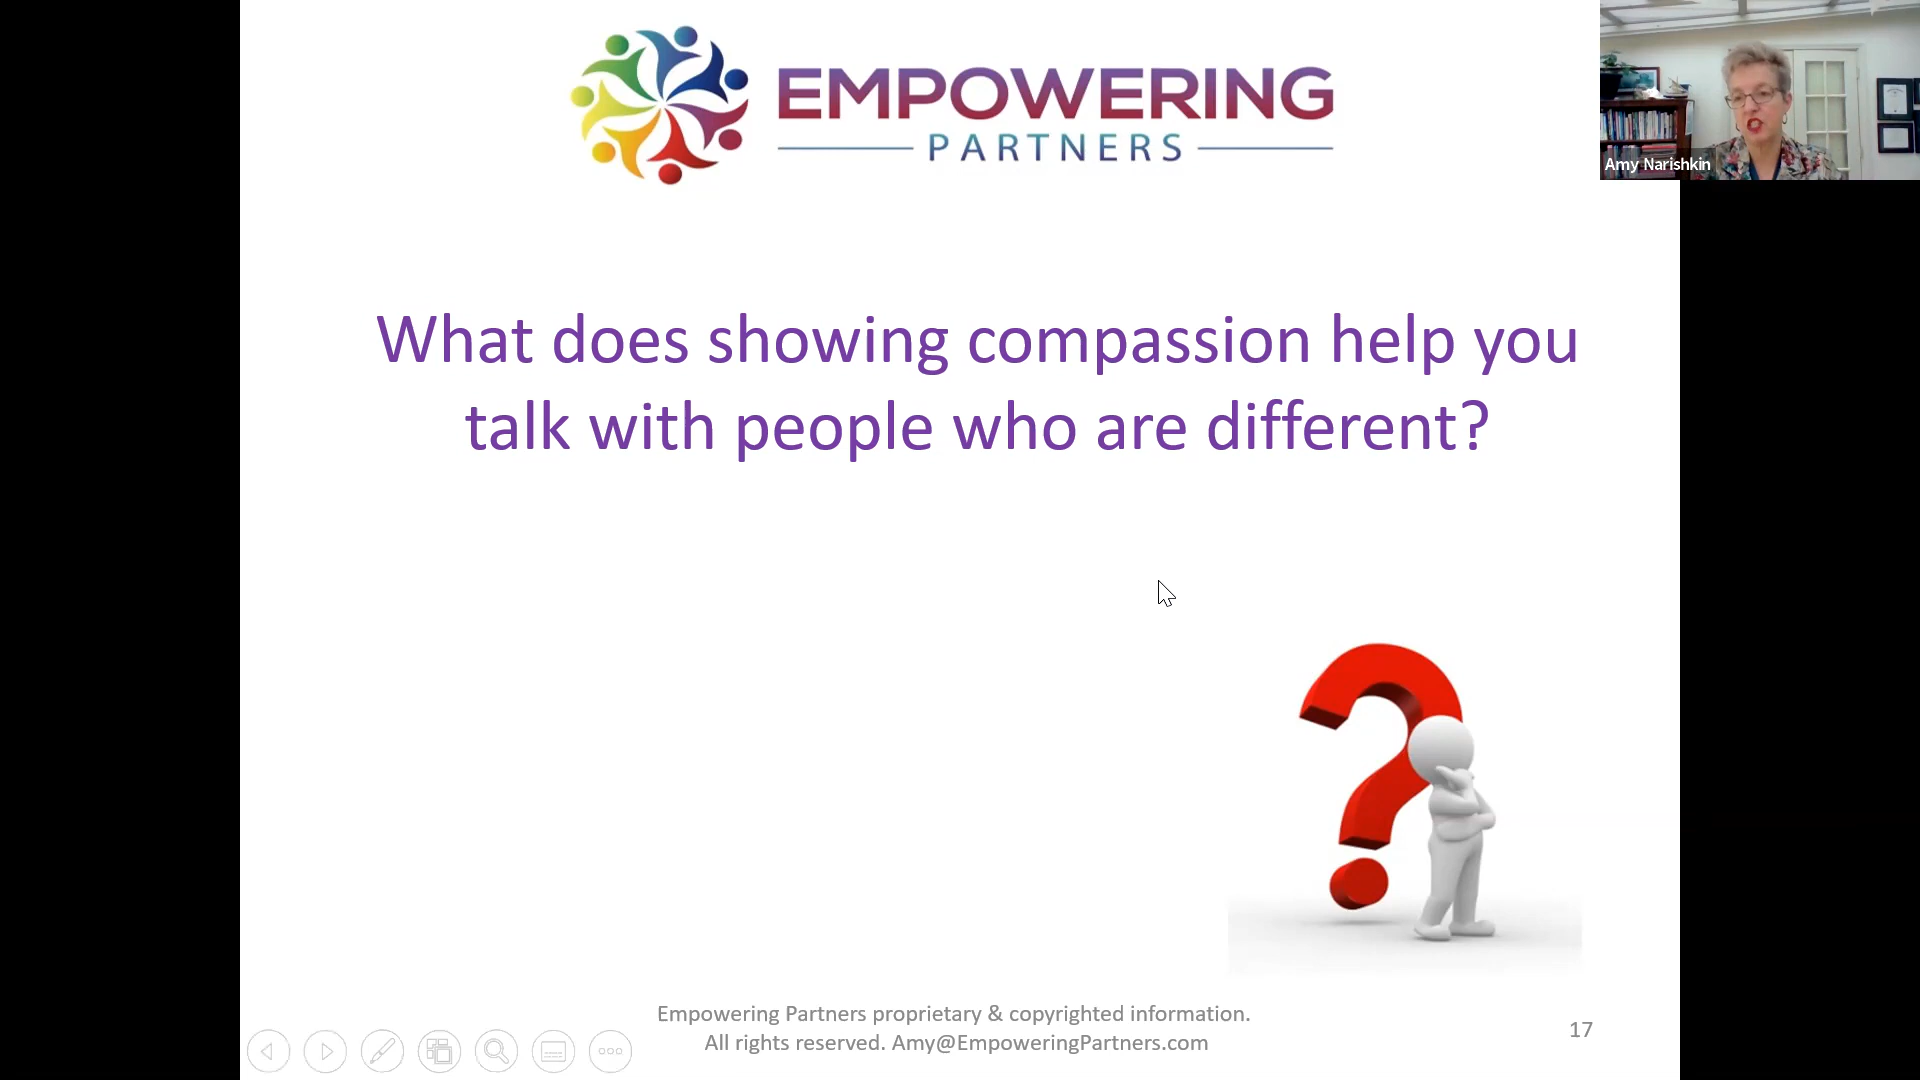 EMPOWERING
PARTNERS
Amy Narishkin
What does showing compassion help you
talk with people who are different?
Empowering Partners proprietary & copyrighted information.
All rights reserved. Amy@EmpoweringPartners.com
17